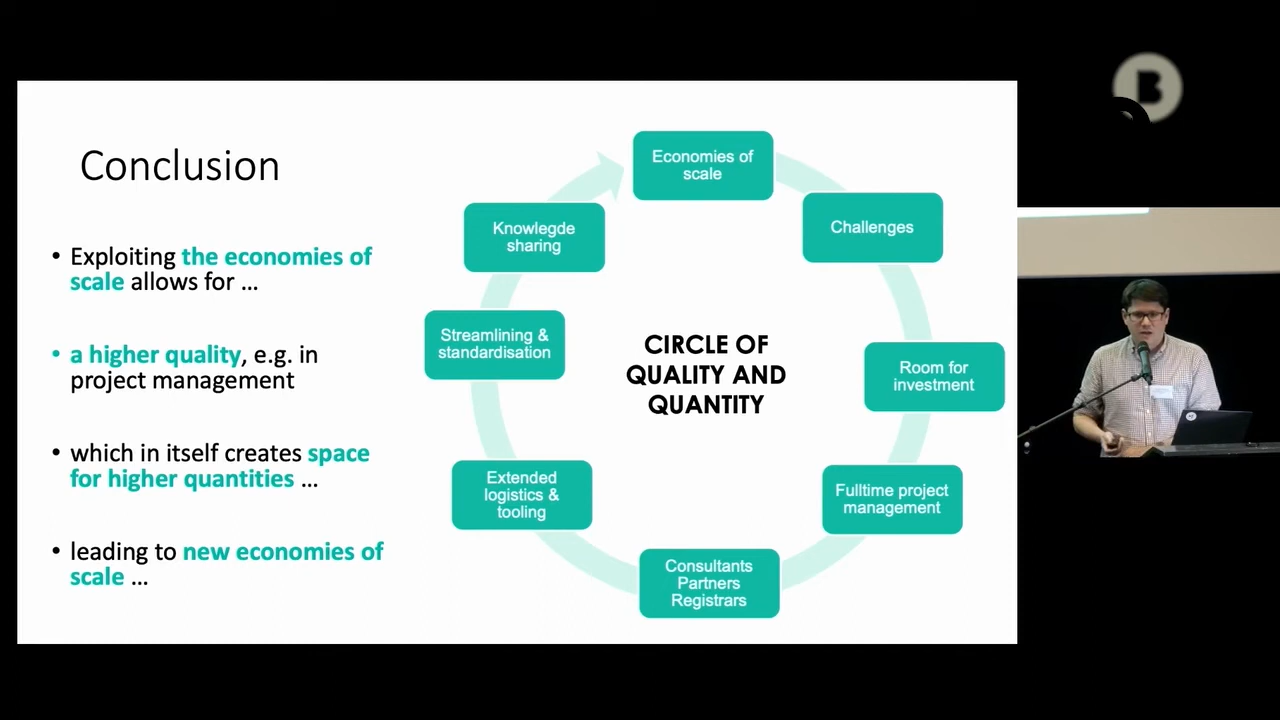 Conclusion
• Exploiting the economies of
scale allows for ...
• a higher quality, e.g. in
project management
• which in itself creates space
for higher quantities ...
• leading to new economies of
scale ...
Economies of
scale
Challenges
Room for
investment
Fulltime project
management
Consultants
Partners
Registrars
Extended
logistics &
tooling
Streamlining &
standardisation
Knowlegde
sharing
CIRCLE OF
QUALITY AND
QUANTITY
B